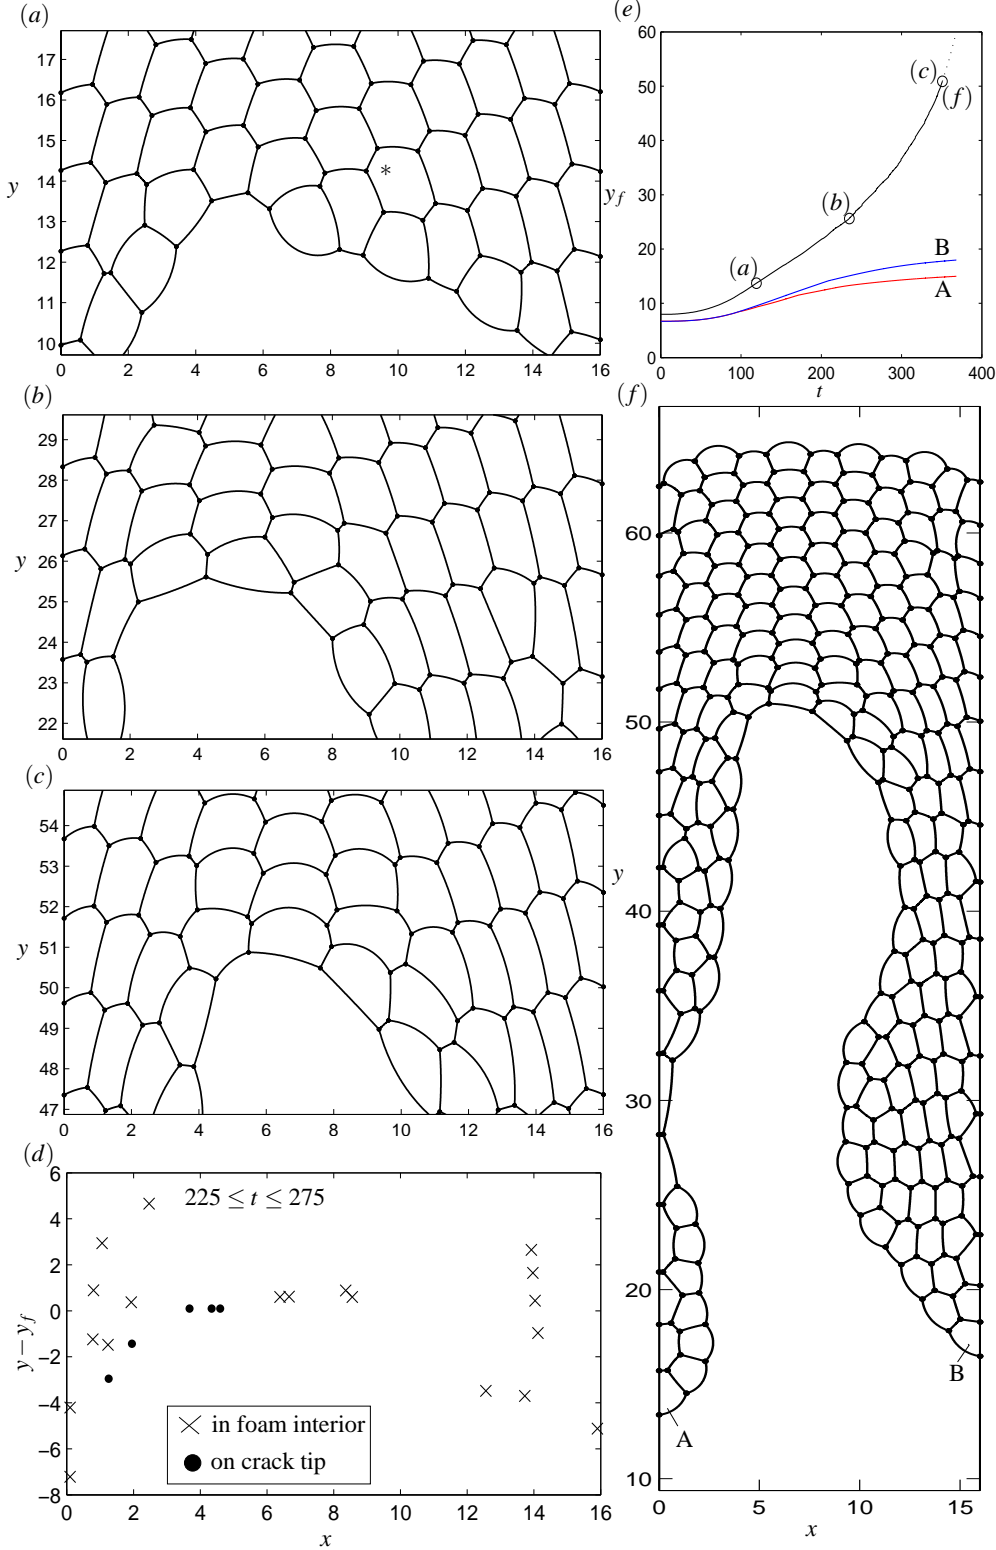 (a)
17
16
15
14
13
12
11
10
y
*
0 2 4 6 8 10 12 14 16
(b)
29
28
27
26
25
24
23
22
y
0 2 4 6 8 10 12 14 16
(c)
54
53
52
51
50
49
48
47
y
0 2 4 6 8 10 12 14 16
(d)
6
4
2
0
−2
−4
−6
−8
y−y_f
225 ≤ t ≤ 275
in foam interior
on crack tip
0 2 4 6 8 10 12 14 16
x
(e)
60
50
40
30
20
10
0
y_f
(c)
(f)
(b)
(a)
B
A
0 100 200 300 400
t
(f)
60
50
40
30
20
10
y
B
A
0 5 10 15
x